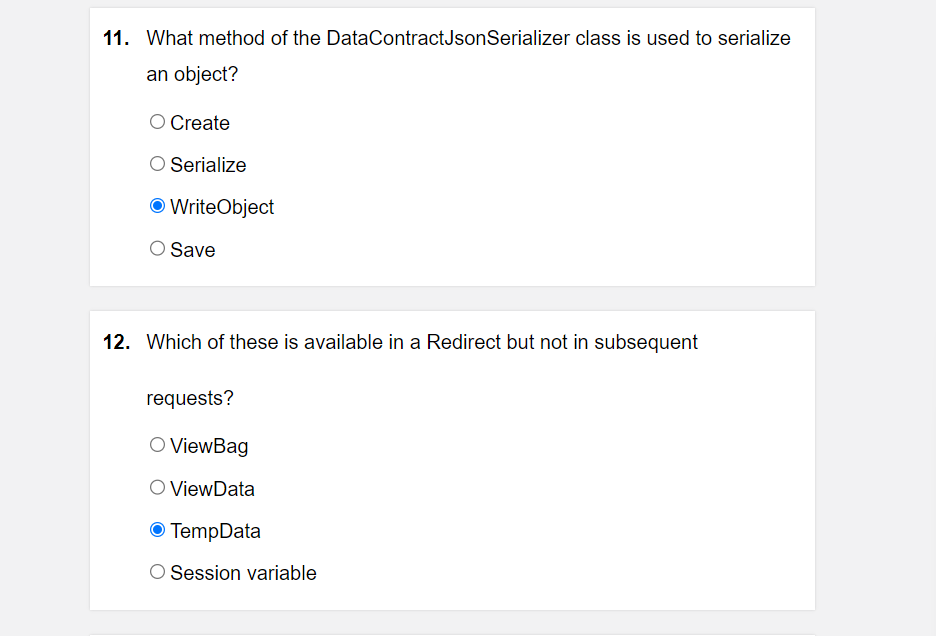 11. What method of the DataContractJsonSerializer class is used to serialize
an object?
Create
Serialize
WriteObject
Save
12. Which of these is available in a Redirect but not in subsequent
requests?
ViewBag
ViewData
TempData
Session variable